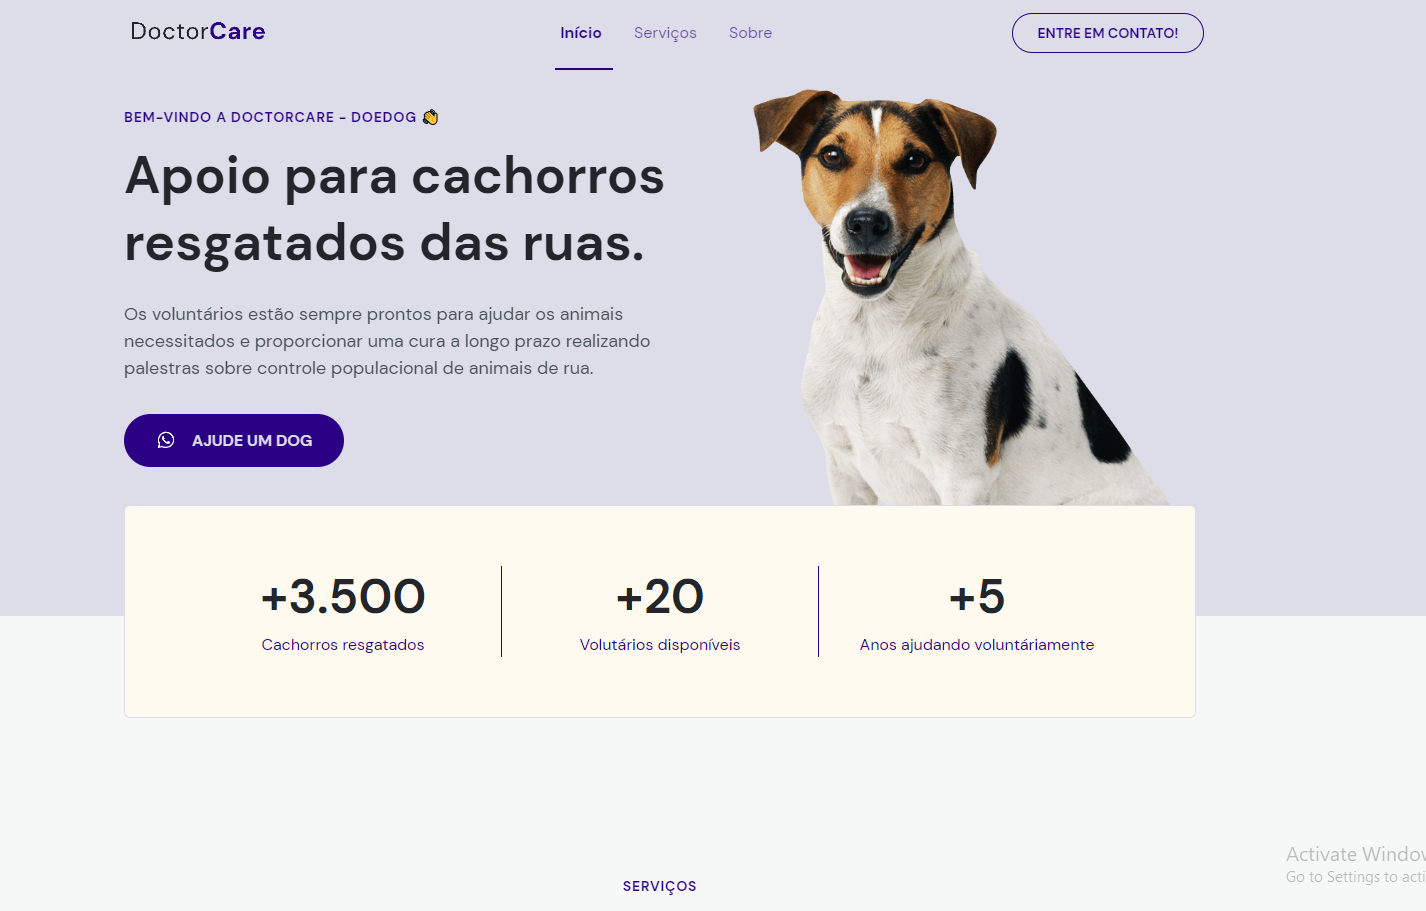 DoctorCare
Início Serviços Sobre
ENTRE EM CONTATO!
BEM-VINDO A DOCTORCARE - DOEDOG 👋
Apoio para cachorros
resgatados das ruas.
Os voluntários estão sempre prontos para ajudar os animais
necessitados e proporcionar uma cura a longo prazo realizando
palestras sobre controle populacional de animais de rua.
AJUDE UM DOG
+3.500
Cachorros resgatados
+20
Volutários disponíveis
+5
Anos ajudando voluntáriamente
Activate Window
Go to Settings to acti
SERVIÇOS